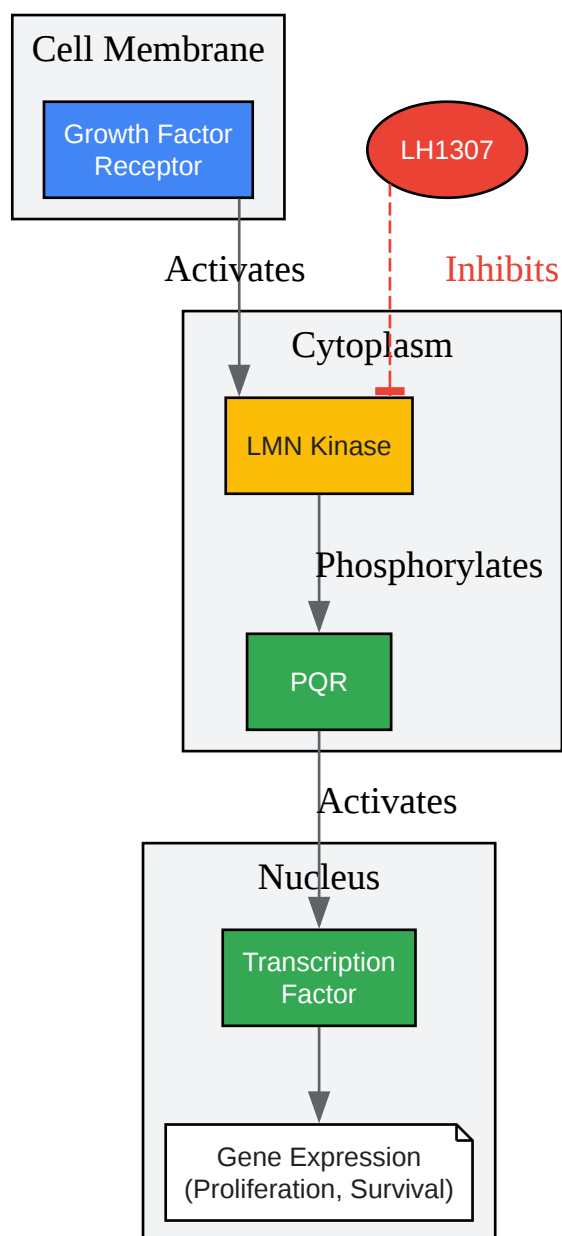 Cell Membrane
Growth Factor
Receptor
LH1307
Activates
Inhibits
Cytoplasm
LMN Kinase
Phosphorylates
PQR
Activates
Nucleus
Transcription
Factor
Gene Expression
(Proliferation, Survival)